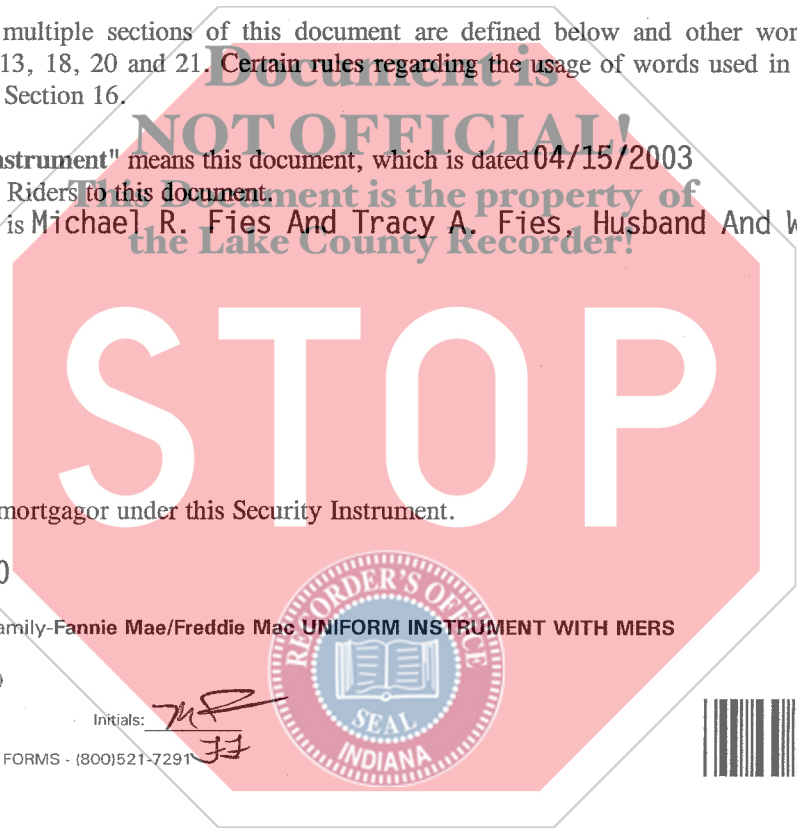 multiple sections of this document are defined below and other wor
13, 18, 20 and 21. Certain rules regarding the usage of words used in
Section 16.
Document is
NOT OFFICIAL!
nstrument" means this document, which is dated 04/15/2003
Riders to this document.
This Document is the property of
is Michael R. Fies And Tracy A. Fies, Husband And W
the Lake County Recorder!
STOP
mortgagor under this Security Instrument.
0
amily-Fannie Mae/Freddie Mac UNIFORM INSTRUMENT WITH MERS
)
RECORDER'S OFFICE
SEAL
INDIANA
Initials:
FORMS - (800)521-7291